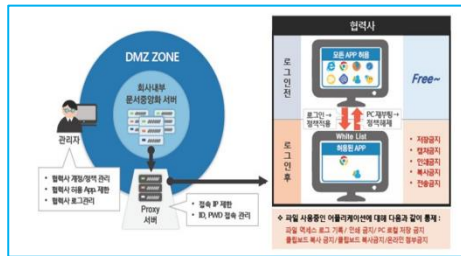 DMZ ZONE
회사내부
문서중앙화 서버
관리자
• 협력사 계정/정책 관리
• 협력사 허용 App. 제한
• 협력사 로그관리
Proxy
서버
• 접속 IP 제한
• ID, PWD 접속 관리
협력사
로그인 전
모든 APP 허용
Free~
로그인→
정책적용
PC재부팅→
정책해제
로그인 후
White List
허용된 APP
• 저장금지
• 캡쳐금지
• 인쇄금지
• 복사금지
• 전송금지
❖ 파일 사용중인 어플리케이션에 대해 다음과 같이 통제 :
파일 액세스 로그 기록/ 인쇄 금지/ PC 로컬 저장 금지
클립보드 복사 금지/클립보드 복사금지/온라인 첨부금지